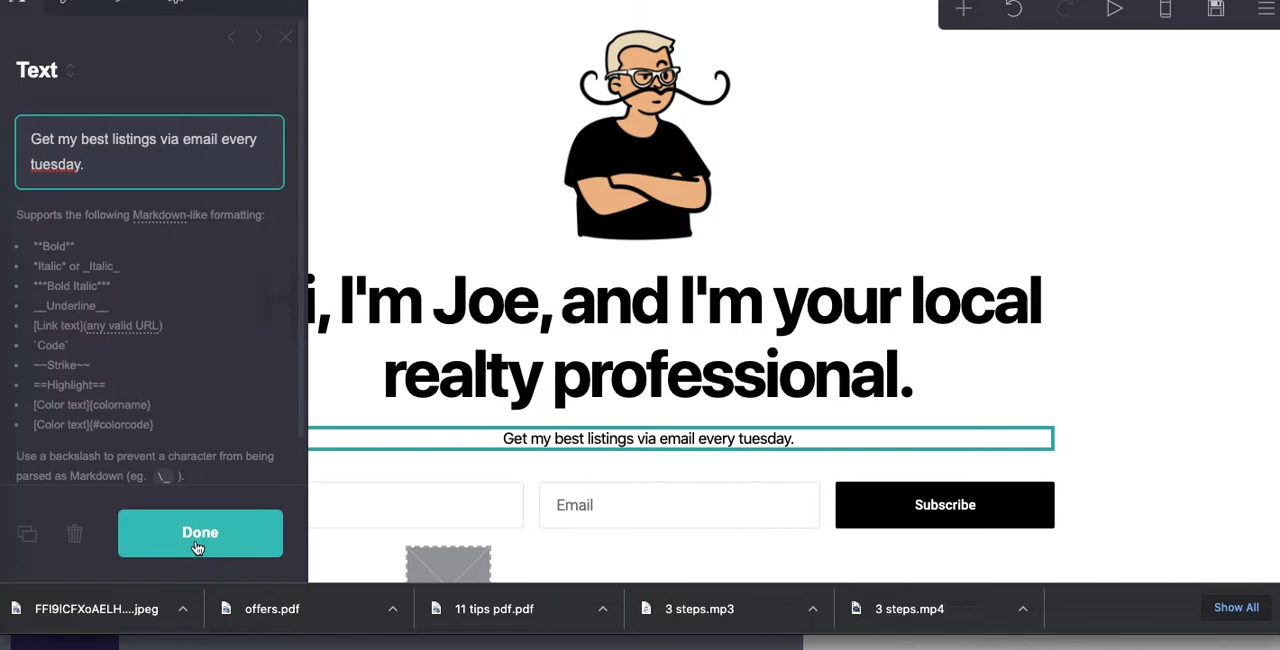 Text
Get my best listings via email every
tuesday.
Supports the following Markdown-like formatting:
**Bold**
*Italic* or _Italic_
***Bold Italic***
__Underline__
[Link text](any valid URL)
`Code`
~~Strike~~
==Highlight==
[Color text]{colorname}
[Color text]{#colorcode}
Use a backslash to prevent a character from being
parsed as Markdown (eg. \_ ).
Done
Hi, I'm Joe, and I'm your local
realty professional.
Get my best listings via email every tuesday.
Email
Subscribe
FFI9lCFXoAELH....jpeg
offers.pdf
11 tips pdf.pdf
3 steps.mp3
3 steps.mp4
Show All